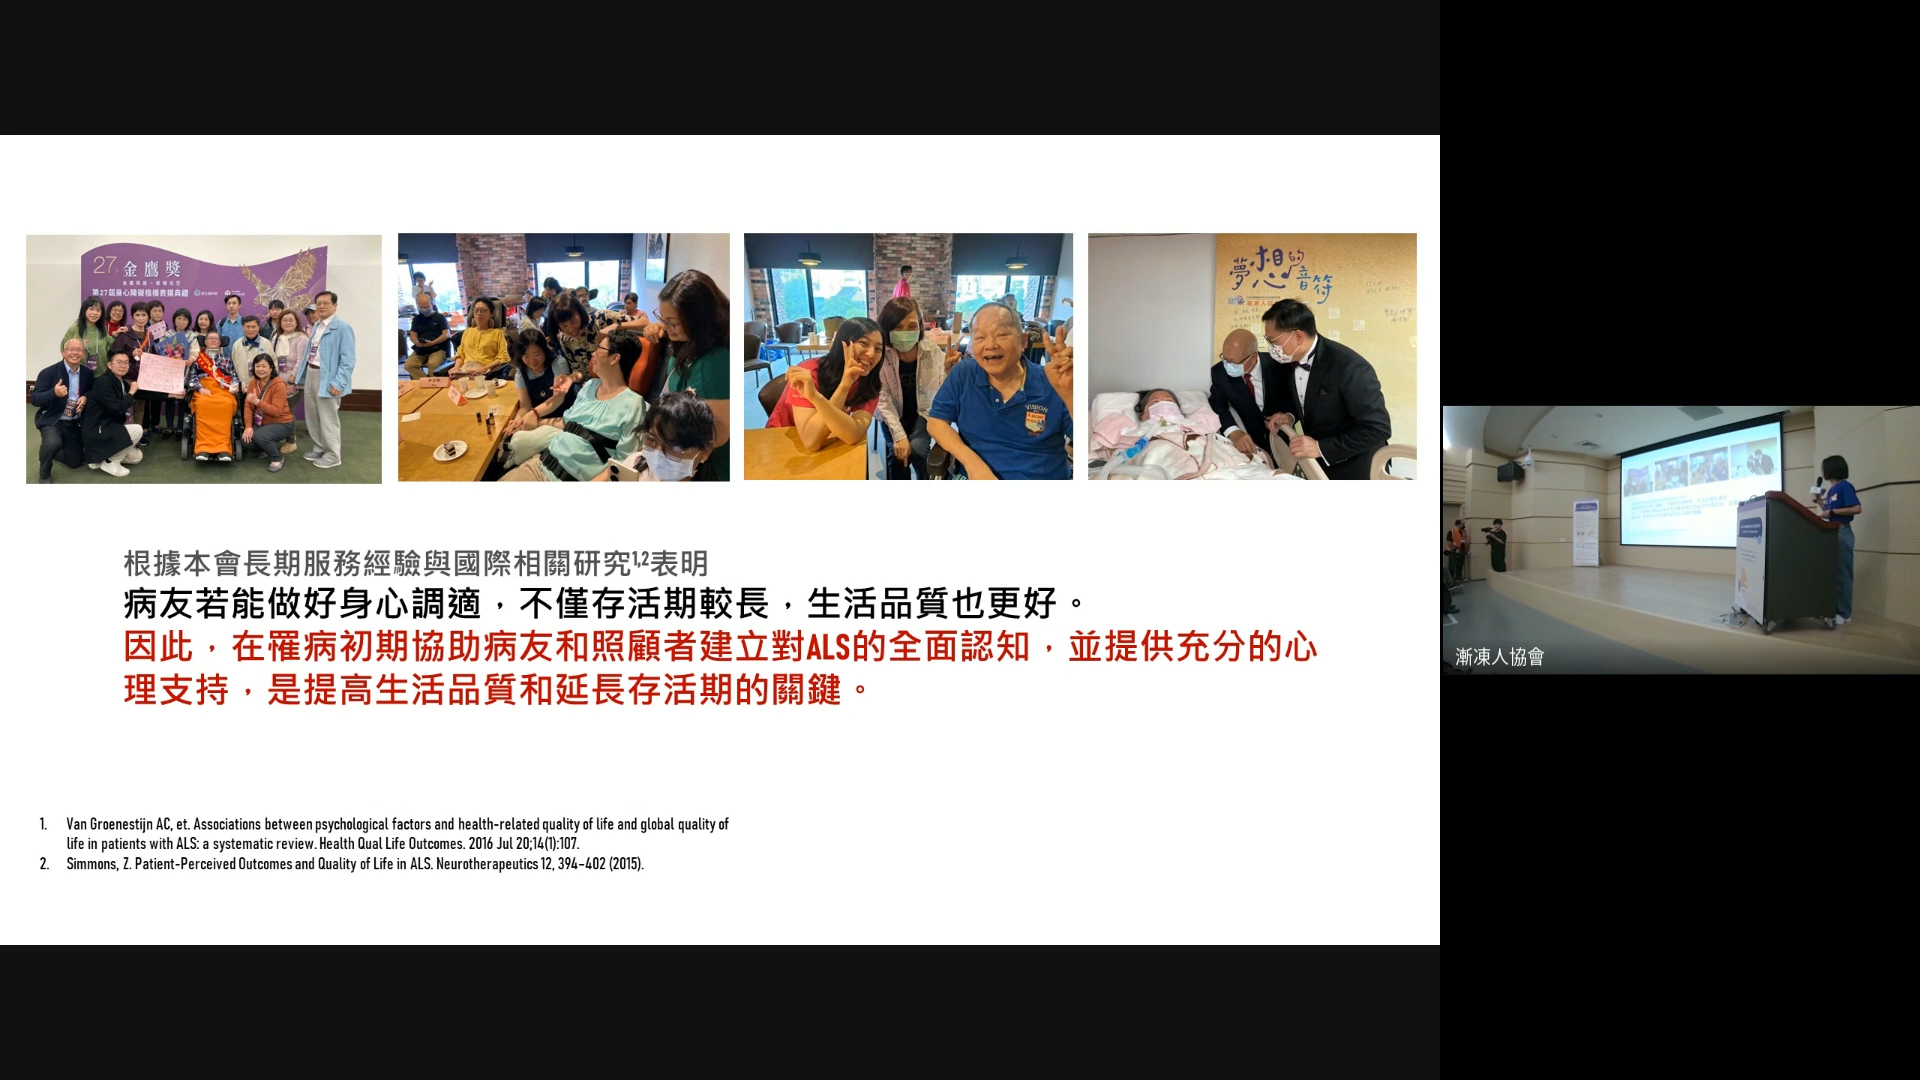 27
金鷹獎
第27屆身心障礙楷模表揚典禮
VISION
夢想的
音符
根據本會長期服務經驗與國際相關研究1,2表明
病友若能做好身心調適，不僅存活期較長，生活品質也更好。
因此，在罹病初期協助病友和照顧者建立對ALS的全面認知，並提供充分的心
理支持，是提高生活品質和延長存活期的關鍵。
1. Van Groenestijn AC, et. Associations between psychological factors and health-related quality of life and global quality of
life in patients with ALS: a systematic review. Health Qual Life Outcomes. 2016 Jul 20;14(1):107.
2. Simmons, Z. Patient-Perceived Outcomes and Quality of Life in ALS. Neurotherapeutics 12, 394–402 (2015).
漸凍人協會